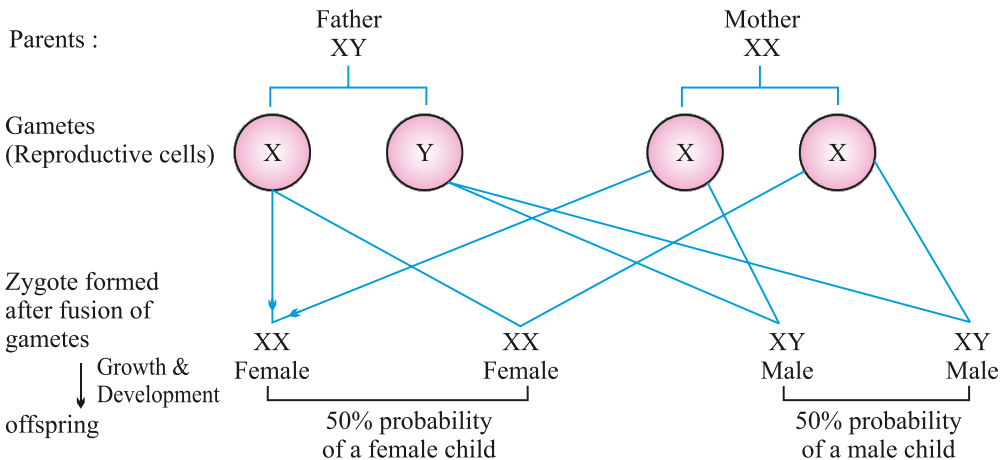 Father
Mother
Parents :
XY
XX
Gametes
(Reproductive cells)
X
Y
X
X
Zygote formed
after fusion of
gametes
XX
XX
XY
XY
Female
Female
Male
Male
Growth &
Development
offspring
50% probability
of a female child
50% probability
of a male child